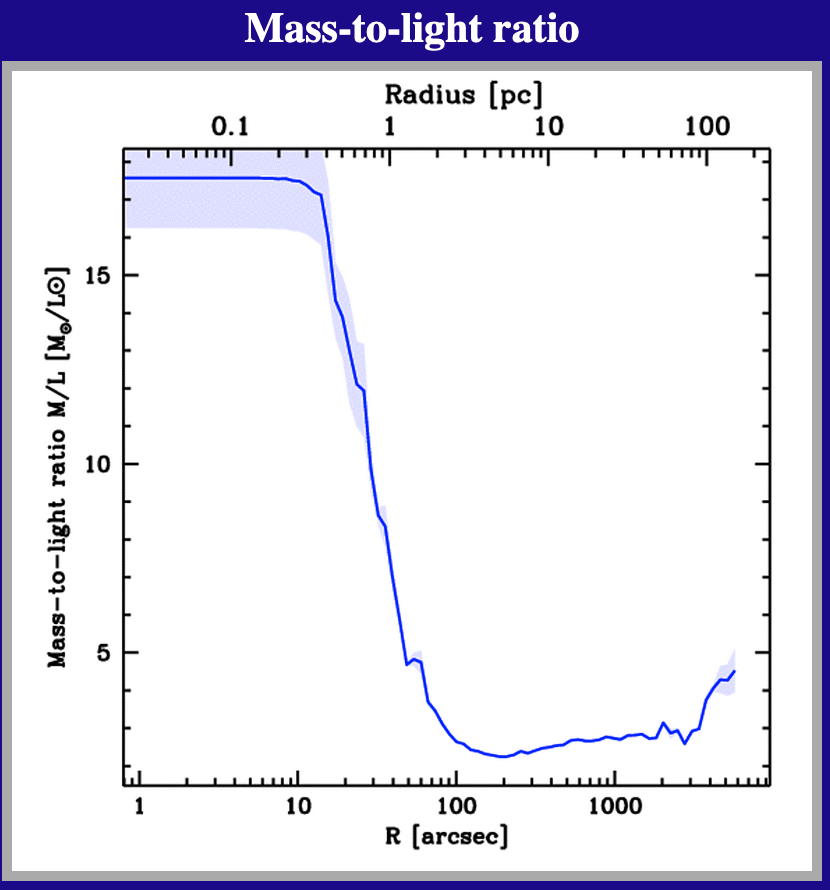 Mass-to-light ratio
Radius [pc]
0.1 1 10 100
Mass-to-light ratio M/L [M⊙/L⊙]
15
10
5
1 10 100 1000
R [arcsec]